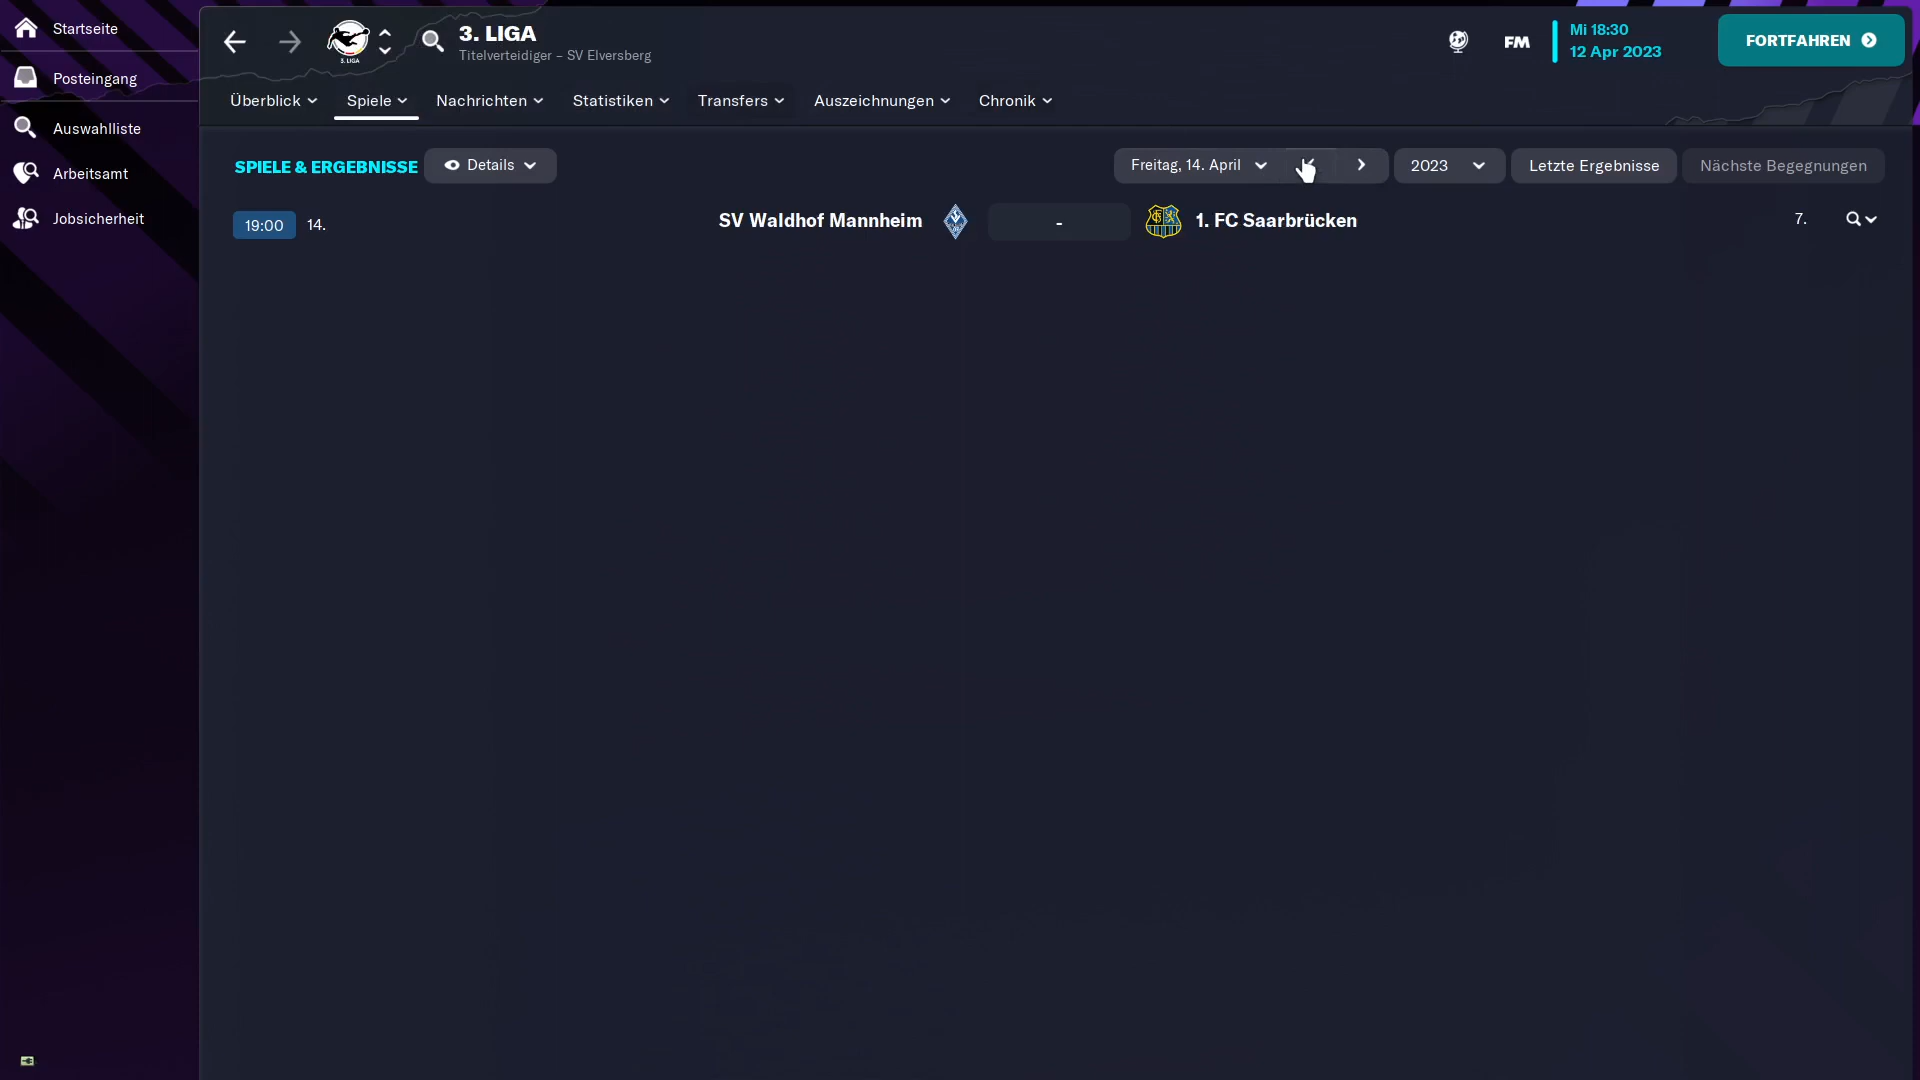 Startseite
Posteingang
Auswahlliste
Arbeitsamt
Jobsicherheit
3. LIGA
3. LIGA
Titelverteidiger – SV Elversberg
FM
Mi 18:30
12 Apr 2023
FORTFAHREN
Überblick
Spiele
Nachrichten
Statistiken
Transfers
Auszeichnungen
Chronik
SPIELE & ERGEBNISSE
Details
Freitag, 14. April
2023
Letzte Ergebnisse
Nächste Begegnungen
19:00 14. SV Waldhof Mannheim - 1. FC Saarbrücken 7.